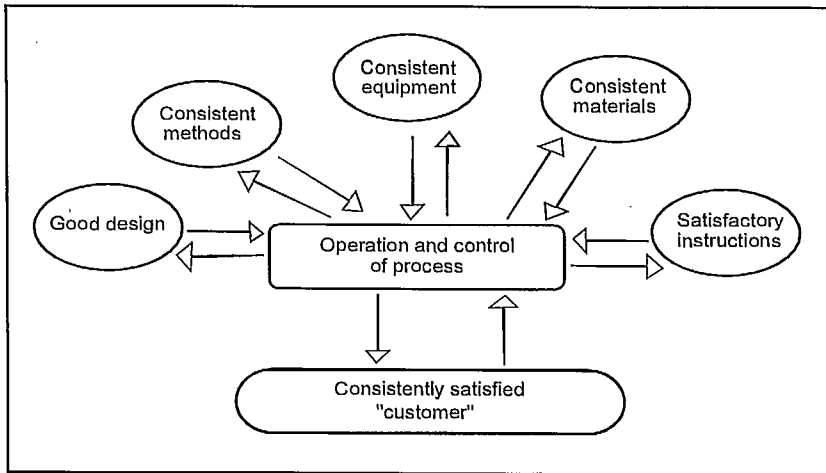 Consistent
equipment
Consistent
methods
Consistent
materials
Good design
Satisfactory
instructions
Operation and control
of process
Consistently satisfied
"customer"